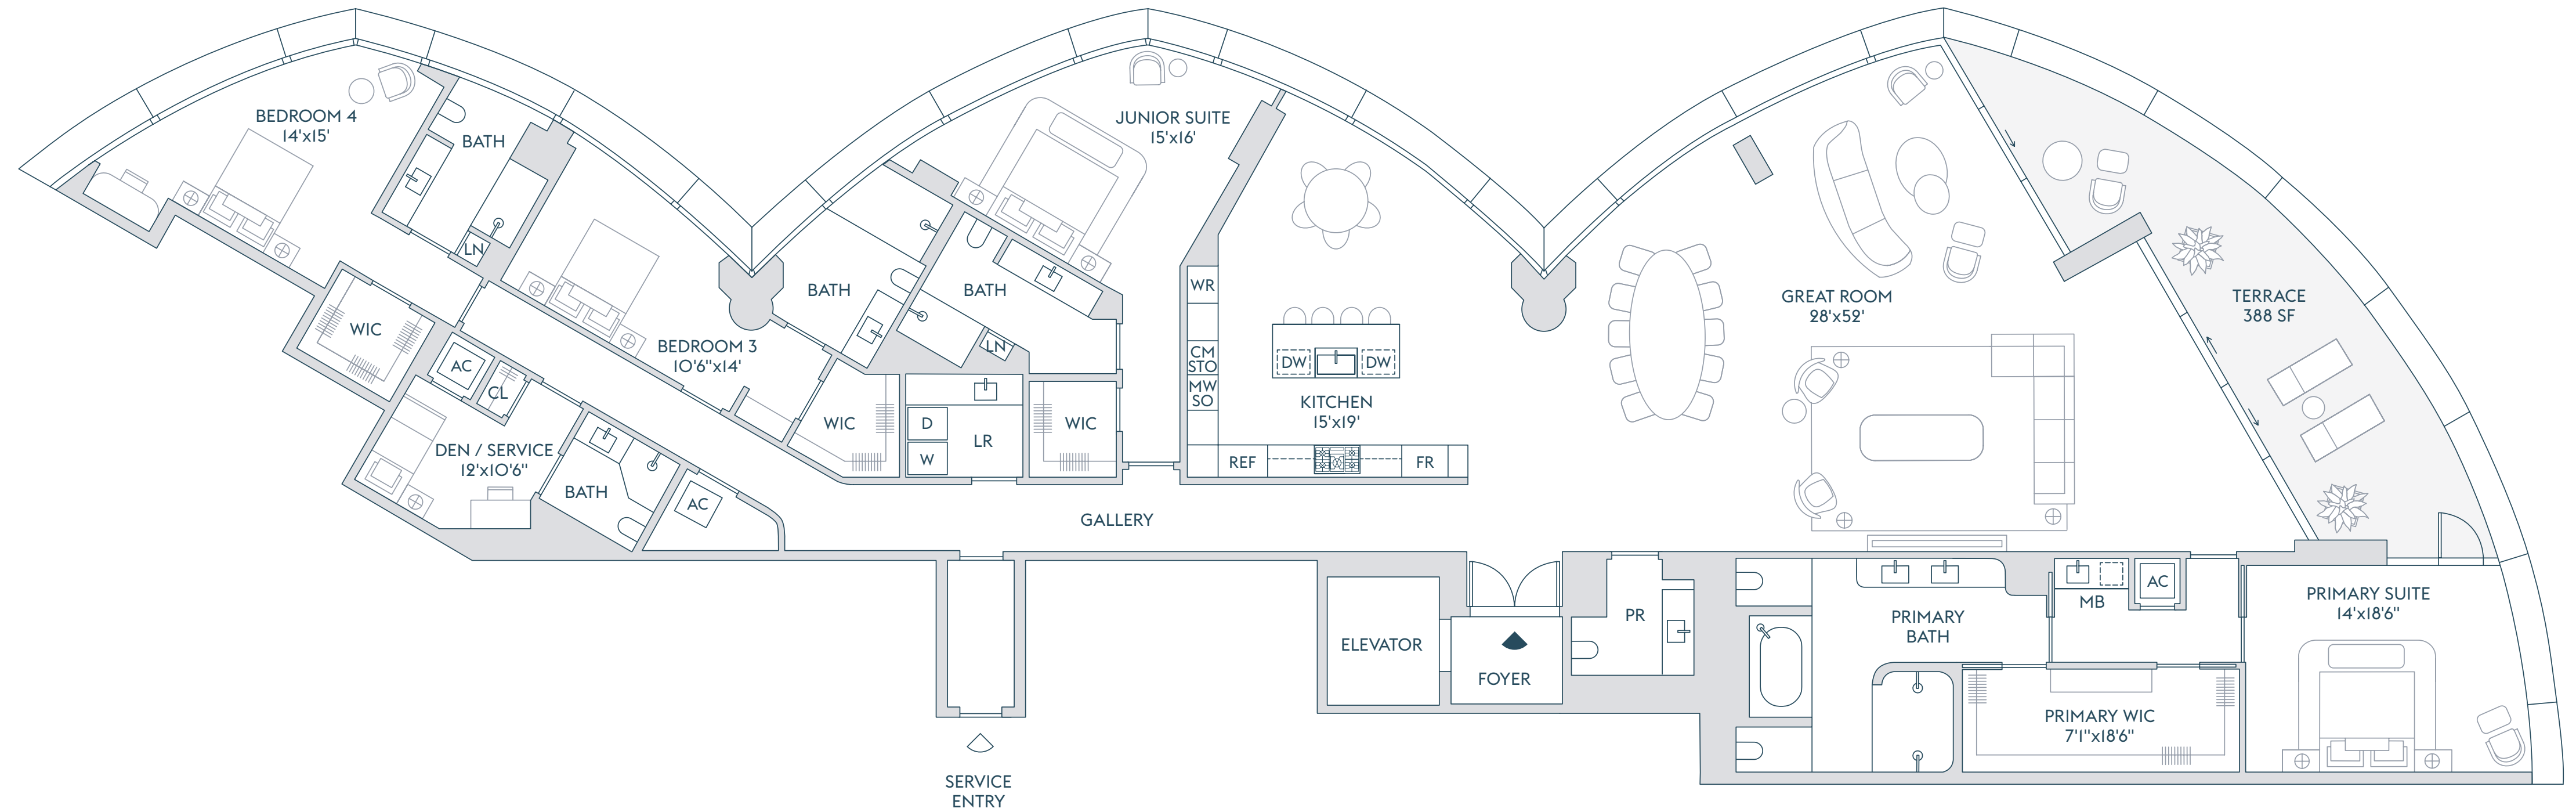 BEDROOM 4
14'x15'
BATH
LN
WIC
AC
CL
DEN / SERVICE
12'x10'6"
BATH
AC
BEDROOM 3
10'6"x14'
BATH
WIC
JUNIOR SUITE
15'x16'
BATH
LN
D
W
LR
WIC
WR
CM
STO
MW
SO
DW
DW
KITCHEN
15'x19'
REF
FR
GALLERY
GREAT ROOM
28'x52'
TERRACE
388 SF
SERVICE
ENTRY
ELEVATOR
FOYER
PR
PRIMARY
BATH
MB
AC
PRIMARY WIC
7'1"x18'6"
PRIMARY SUITE
14'x18'6"